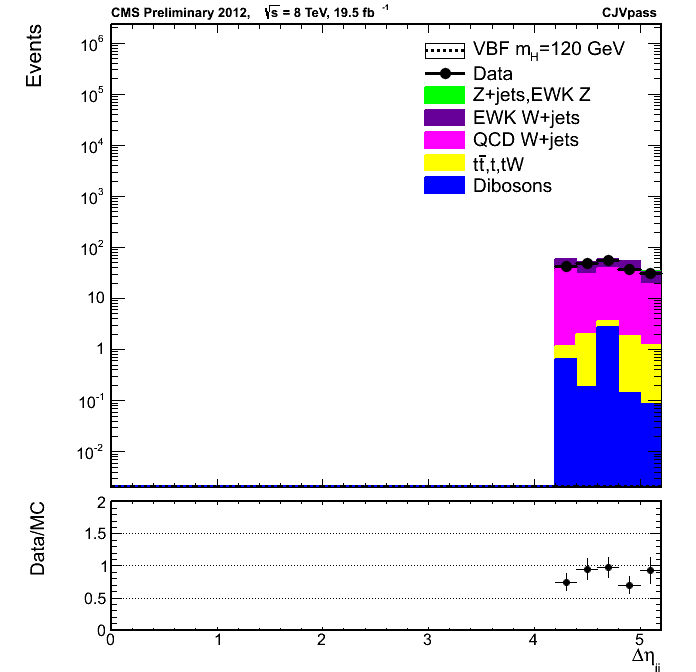 CMS Preliminary 2012, √s = 8 TeV, 19.5 fb⁻¹ CJVpass
Events
10⁶
10⁵
10⁴
10³
10²
10
1
10⁻¹
10⁻²
VBF m_H=120 GeV
Data
Z+jets,EWK Z
EWK W+jets
QCD W+jets
tt̄,t,tW
Dibosons
Data/MC
2
1.5
1
0.5
0
0 1 2 3 4 5
Δη_jj